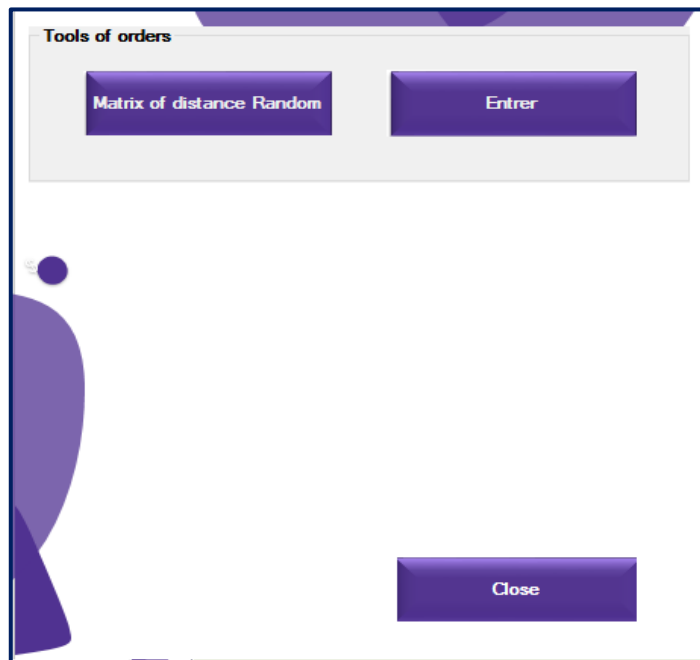 Tools of orders
Matrix of distance Random
Entrer
Close